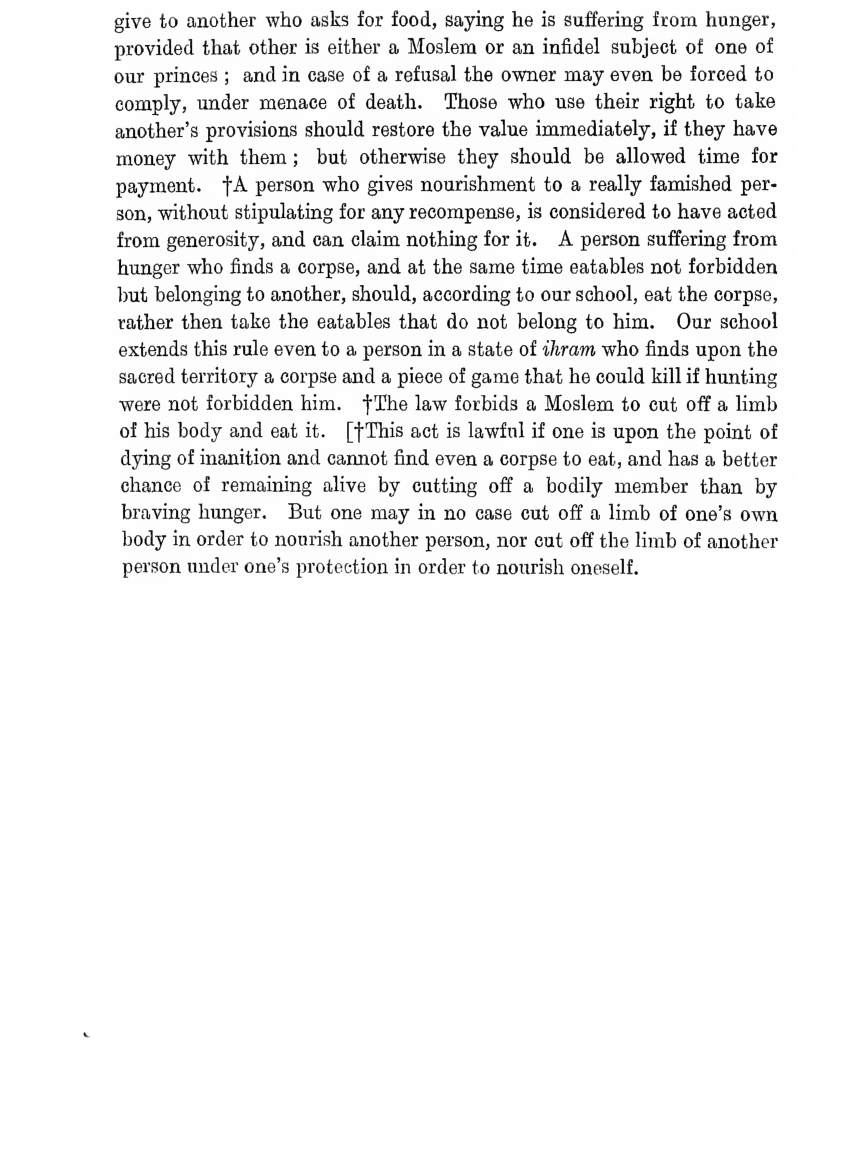 give to another who asks for food, saying he is suffering from hunger,
provided that other is either a Moslem or an infidel subject of one of
our princes ; and in case of a refusal the owner may even be forced to
comply, under menace of death. Those who use their right to take
another's provisions should restore the value immediately, if they have
money with them ; but otherwise they should be allowed time for
payment. †A person who gives nourishment to a really famished per-
son, without stipulating for any recompense, is considered to have acted
from generosity, and can claim nothing for it. A person suffering from
hunger who finds a corpse, and at the same time eatables not forbidden
but belonging to another, should, according to our school, eat the corpse,
rather then take the eatables that do not belong to him. Our school
extends this rule even to a person in a state of ihram who finds upon the
sacred territory a corpse and a piece of game that he could kill if hunting
were not forbidden him. †The law forbids a Moslem to cut off a limb
of his body and eat it. [†This act is lawful if one is upon the point of
dying of inanition and cannot find even a corpse to eat, and has a better
chance of remaining alive by cutting off a bodily member than by
braving hunger. But one may in no case cut off a limb of one's own
body in order to nourish another person, nor cut off the limb of another
person under one's protection in order to nourish oneself.